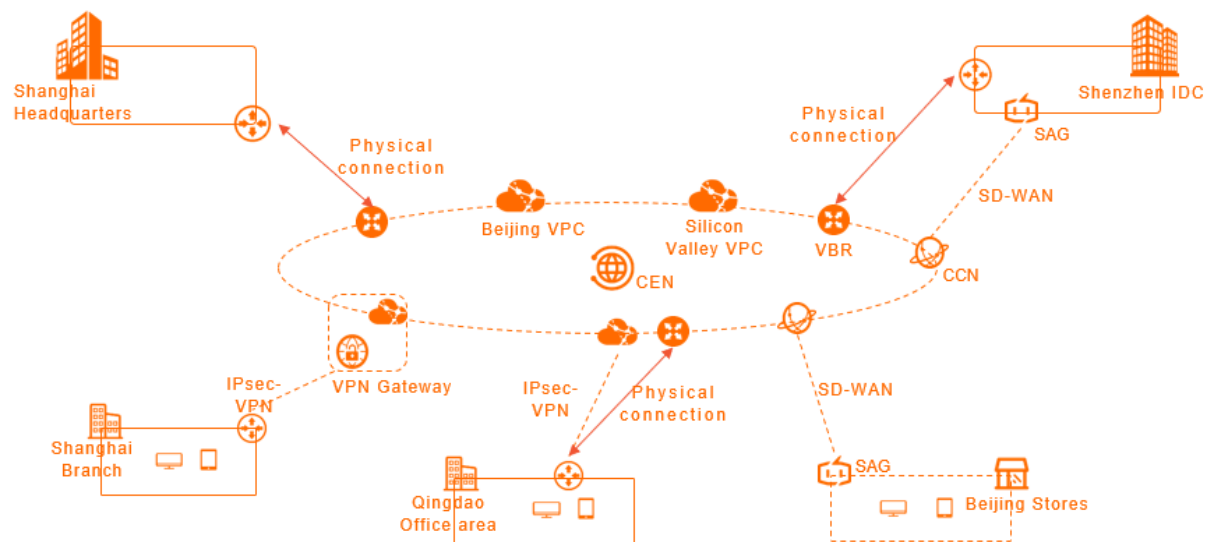 Shanghai
Headquarters
Physical
connection
Physical
connection
Shenzhen IDC
SAG
SD-WAN
Beijing VPC
Silicon
Valley VPC
VBR
CCN
CEN
IPsec-
VPN
VPN Gateway
IPsec-
VPN
Physical
connection
SD-WAN
Shanghai
Branch
Qingdao
Office area
SAG
Beijing Stores